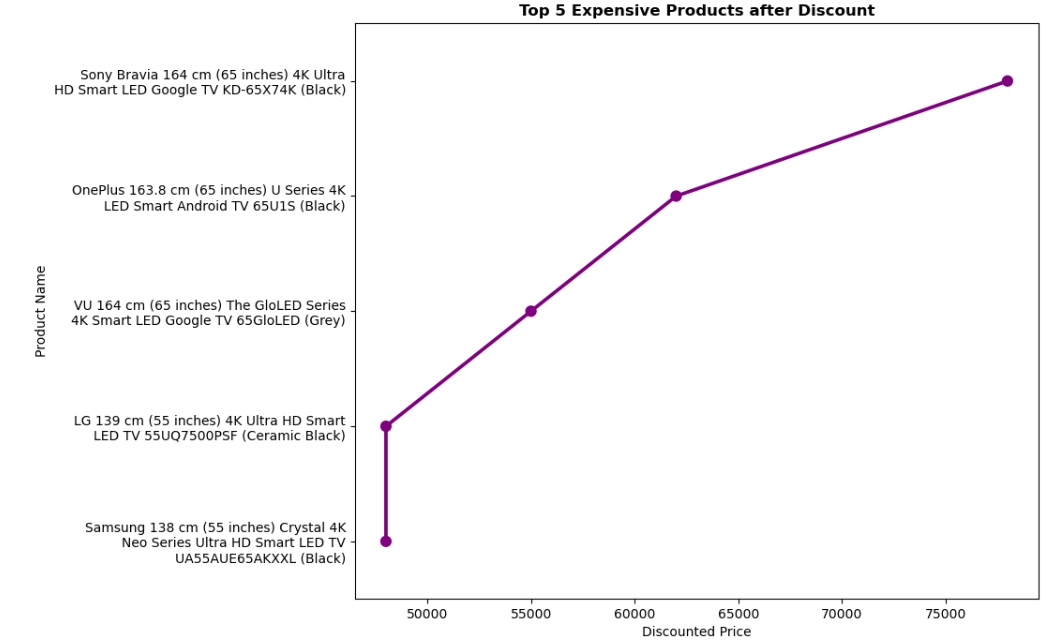 Top 5 Expensive Products after Discount
Sony Bravia 164 cm (65 inches) 4K Ultra
HD Smart LED Google TV KD-65X74K (Black)
OnePlus 163.8 cm (65 inches) U Series 4K
LED Smart Android TV 65U1S (Black)
VU 164 cm (65 inches) The GloLED Series
4K Smart LED Google TV 65GloLED (Grey)
LG 139 cm (55 inches) 4K Ultra HD Smart
LED TV 55UQ7500PSF (Ceramic Black)
Samsung 138 cm (55 inches) Crystal 4K
Neo Series Ultra HD Smart LED TV
UA55AUE65AKXXL (Black)
Product Name
50000 55000 60000 65000 70000 75000
Discounted Price